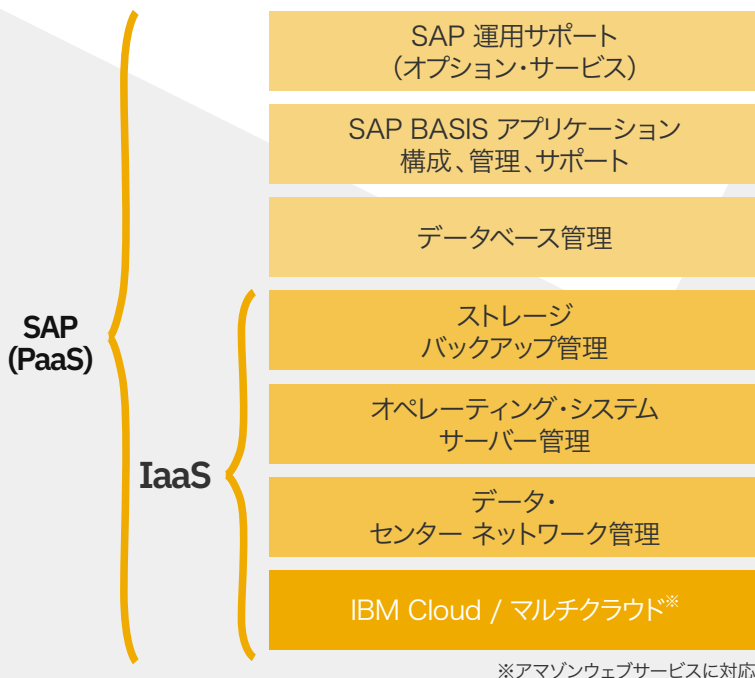 SAP 運用サポート
（オプション・サービス）
SAP BASIS アプリケーション
構成、管理、サポート
データベース管理
ストレージ
バックアップ管理
SAP
(PaaS)
オペレーティング・システム
サーバー管理
IaaS
データ・
センター ネットワーク管理
IBM Cloud / マルチクラウド※
※アマゾンウェブサービスに対応